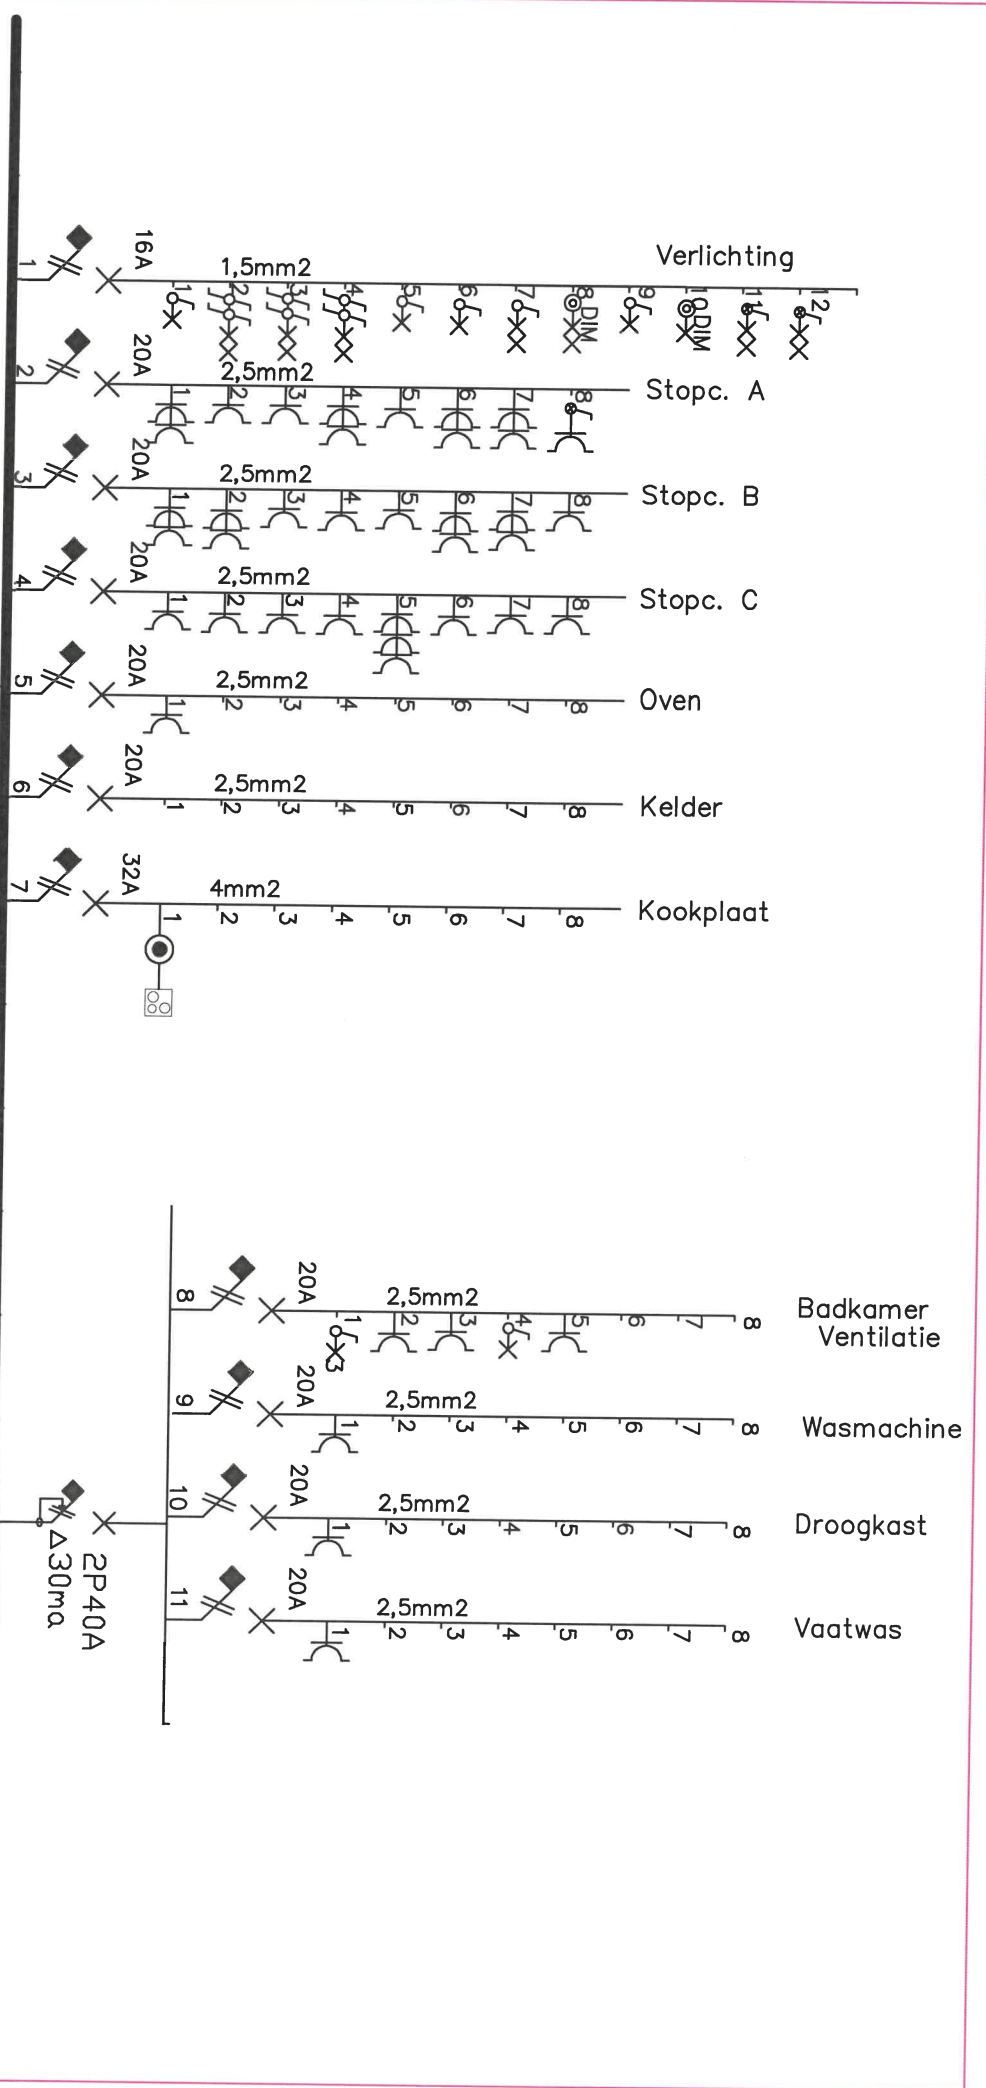 Verlichting
1
16A
1,5mm2
1 2 3 4 5 6 7 8 DIM 9 10 DIM 11 12
2
20A
2,5mm2
Stopc. A
1 2 3 4 5 6 7 8
3
20A
2,5mm2
Stopc. B
1 2 3 4 5 6 7 8
4
20A
2,5mm2
Stopc. C
1 2 3 4 5 6 7 8
5
20A
2,5mm2
Oven
1 2 3 4 5 6 7 8
6
20A
2,5mm2
Kelder
1 2 3 4 5 6 7 8
7
32A
4mm2
Kookplaat
1 2 3 4 5 6 7 8
8
20A
2,5mm2
Badkamer
Ventilatie
1 2 3 4 5 6 7 8
3
9
20A
2,5mm2
Wasmachine
1 2 3 4 5 6 7 8
10
20A
2,5mm2
Droogkast
1 2 3 4 5 6 7 8
11
20A
2,5mm2
Vaatwas
1 2 3 4 5 6 7 8
2P40A
Δ30ma